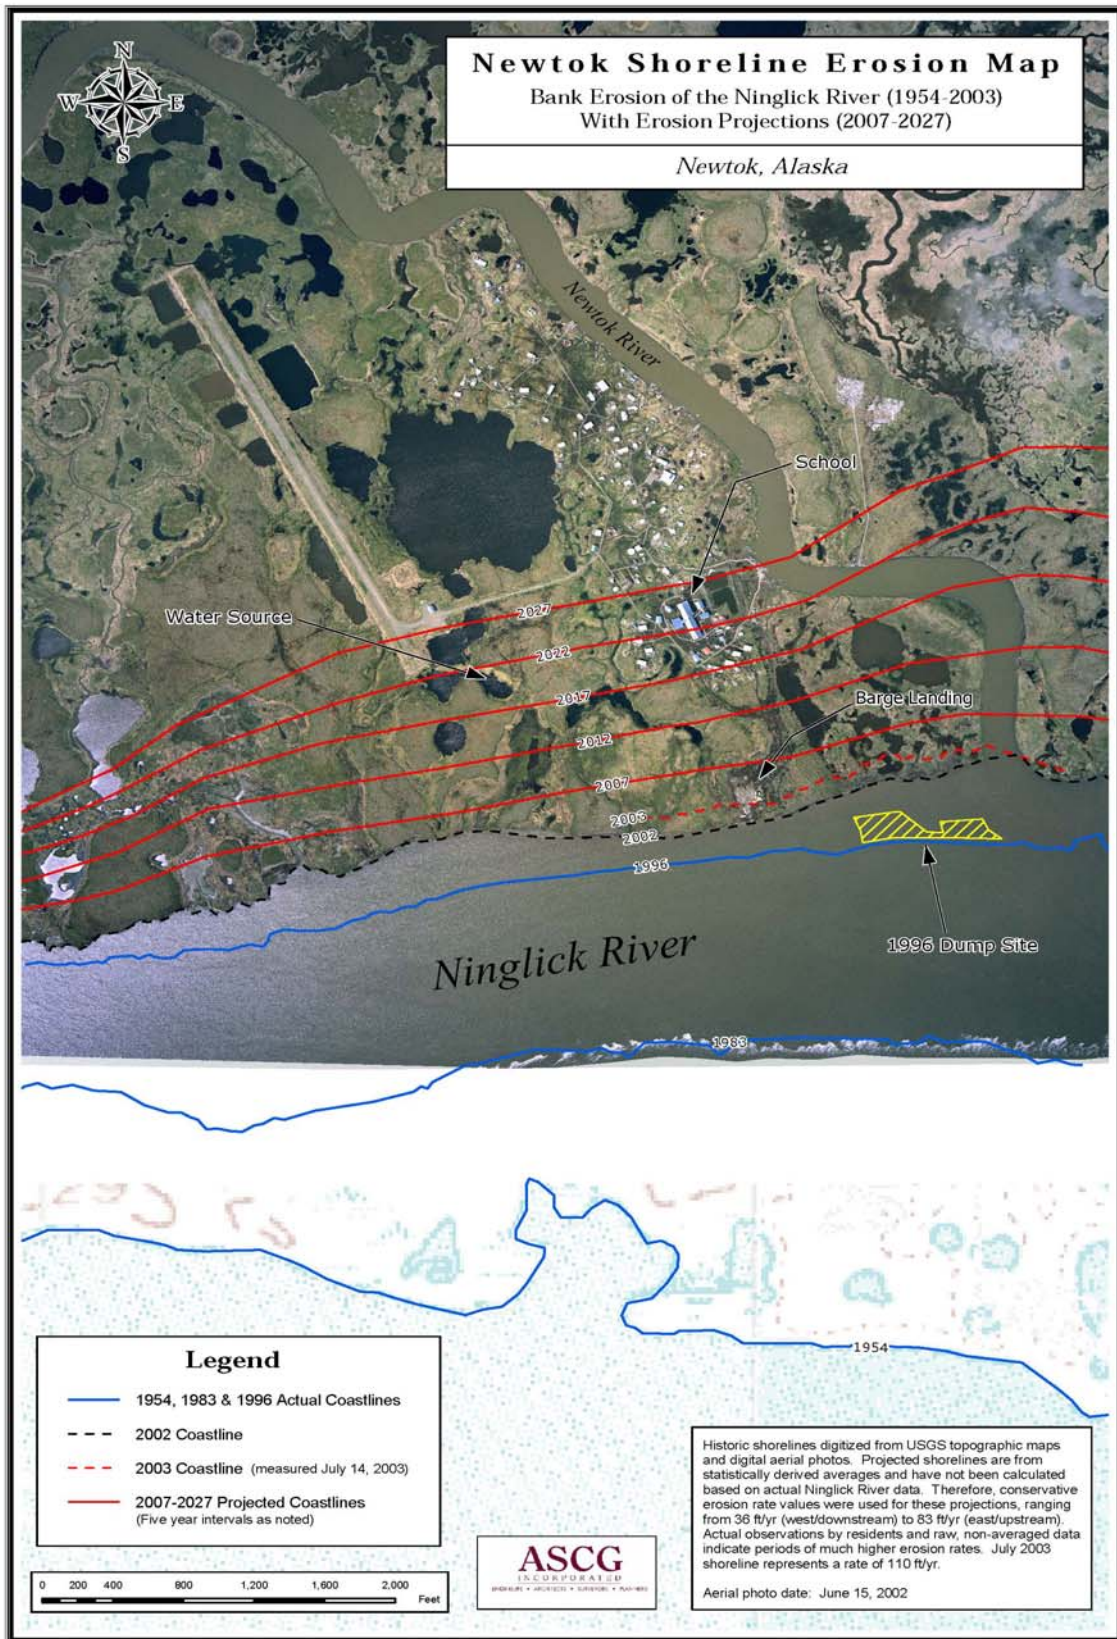 Newtok Shoreline Erosion Map
Bank Erosion of the Ninglick River (1954-2003)
With Erosion Projections (2007-2027)
Newtok, Alaska
N
W
E
S
Newtok River
School
Water Source
2027
2022
2017
2012
2007
Barge Landing
2003
2002
1996
1996 Dump Site
Ninglick River
1983
1954
Legend
1954, 1983 & 1996 Actual Coastlines
2002 Coastline
2003 Coastline (measured July 14, 2003)
2007-2027 Projected Coastlines
(Five year intervals as noted)
0 200 400 800 1,200 1,600 2,000
Feet
ASCG
INCORPORATED
Historic shorelines digitized from USGS topographic maps
and digital aerial photos. Projected shorelines are from
statistically derived averages and have not been calculated
based on actual Ninglick River data. Therefore, conservative
erosion rate values were used for these projections, ranging
from 36 ft/yr (west/downstream) to 83 ft/yr (east/upstream).
Actual observations by residents and raw, non-averaged data
indicate periods of much higher erosion rates. July 2003
shoreline represents a rate of 110 ft/yr.
Aerial photo date: June 15, 2002